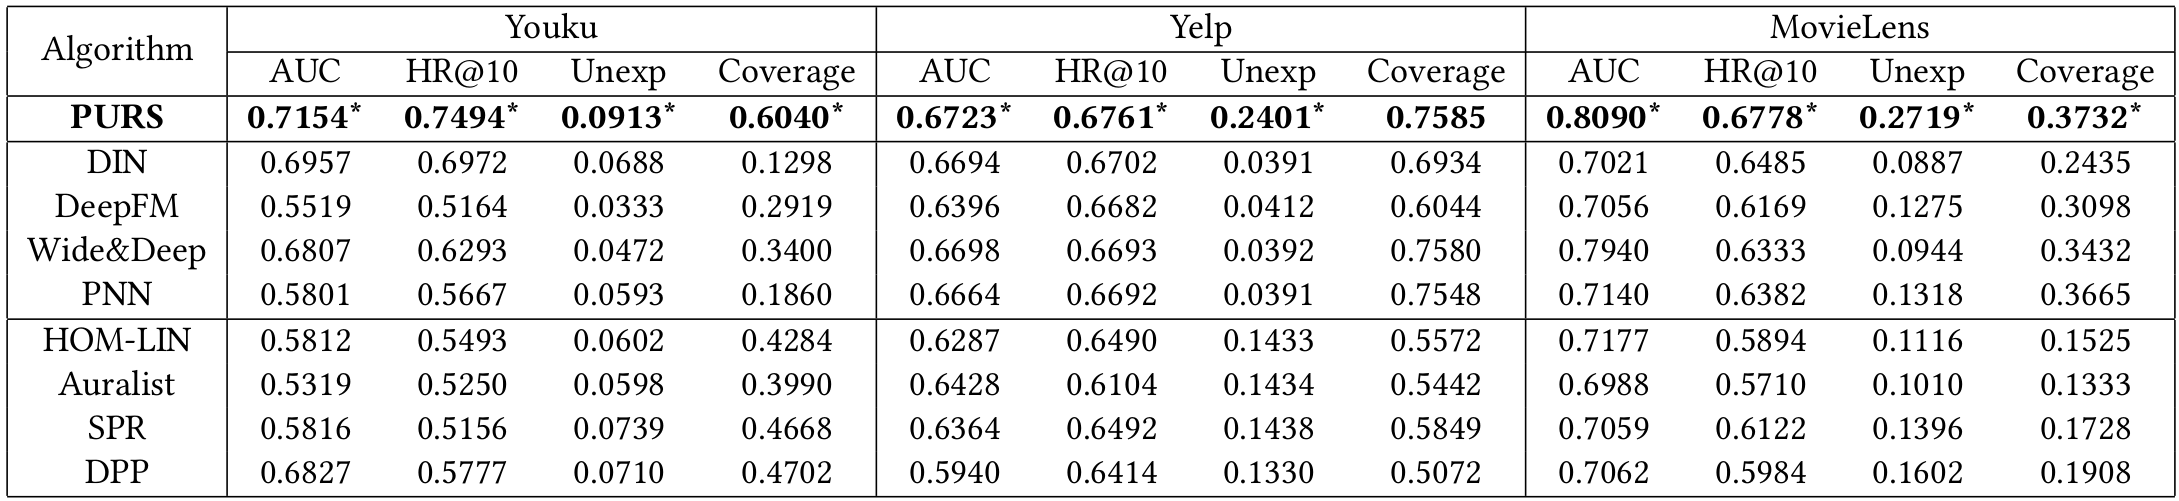 Algorithm Youku Yelp MovieLens
AUC HR@10 Unexp Coverage AUC HR@10 Unexp Coverage AUC HR@10 Unexp Coverage
PURS 0.7154* 0.7494* 0.0913* 0.6040* 0.6723* 0.6761* 0.2401* 0.7585 0.8090* 0.6778* 0.2719* 0.3732*
DIN 0.6957 0.6972 0.0688 0.1298 0.6694 0.6702 0.0391 0.6934 0.7021 0.6485 0.0887 0.2435
DeepFM 0.5519 0.5164 0.0333 0.2919 0.6396 0.6682 0.0412 0.6044 0.7056 0.6169 0.1275 0.3098
Wide&Deep 0.6807 0.6293 0.0472 0.3400 0.6698 0.6693 0.0392 0.7580 0.7940 0.6333 0.0944 0.3432
PNN 0.5801 0.5667 0.0593 0.1860 0.6664 0.6692 0.0391 0.7548 0.7140 0.6382 0.1318 0.3665
HOM-LIN 0.5812 0.5493 0.0602 0.4284 0.6287 0.6490 0.1433 0.5572 0.7177 0.5894 0.1116 0.1525
Auralist 0.5319 0.5250 0.0598 0.3990 0.6428 0.6104 0.1434 0.5442 0.6988 0.5710 0.1010 0.1333
SPR 0.5816 0.5156 0.0739 0.4668 0.6364 0.6492 0.1438 0.5849 0.7059 0.6122 0.1396 0.1728
DPP 0.6827 0.5777 0.0710 0.4702 0.5940 0.6414 0.1330 0.5072 0.7062 0.5984 0.1602 0.1908